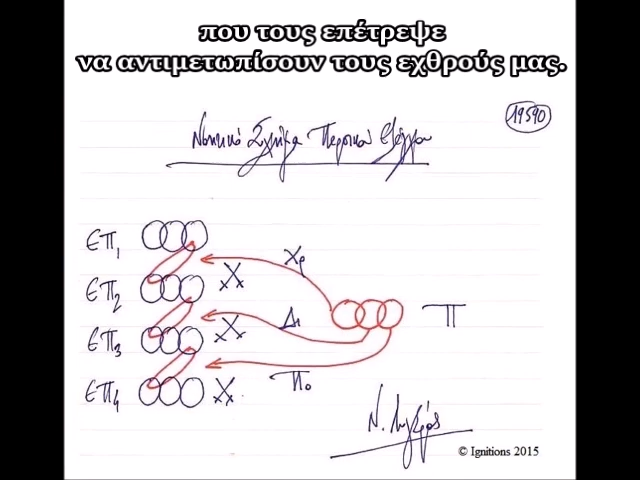 που τους επέτρεψε
να αντιμετωπίσουν τους εχθρούς μας.
19590
Νοητικό Σχήμα Περσικού Ελέγχου
ΕΠ1
Χρ
ΕΠ2 X
Δι Π
ΕΠ3 X
Πο
ΕΠ4 X
Ν. Λυγερός
© Ignitions 2015